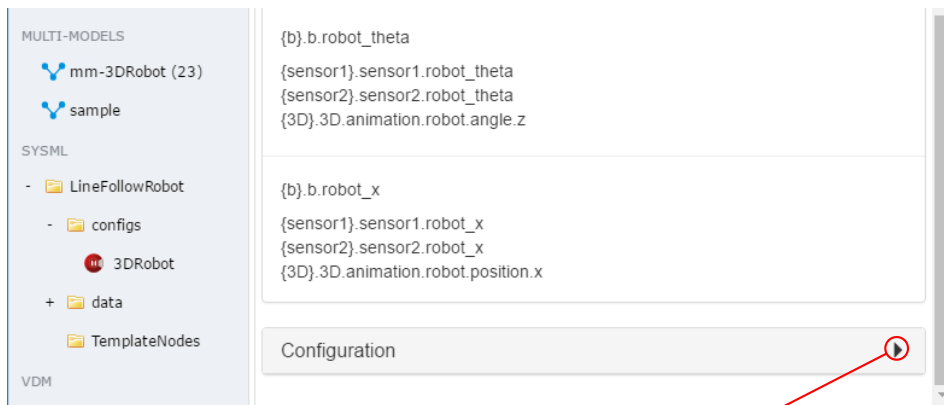 MULTI-MODELS
mm-3DRobot (23)
sample
SYSML
- LineFollowRobot
- configs
3DRobot
+ data
TemplateNodes
VDM
{b}.b.robot_theta
{sensor1}.sensor1.robot_theta
{sensor2}.sensor2.robot_theta
{3D}.3D.animation.robot.angle.z
{b}.b.robot_x
{sensor1}.sensor1.robot_x
{sensor2}.sensor2.robot_x
{3D}.3D.animation.robot.position.x
Configuration